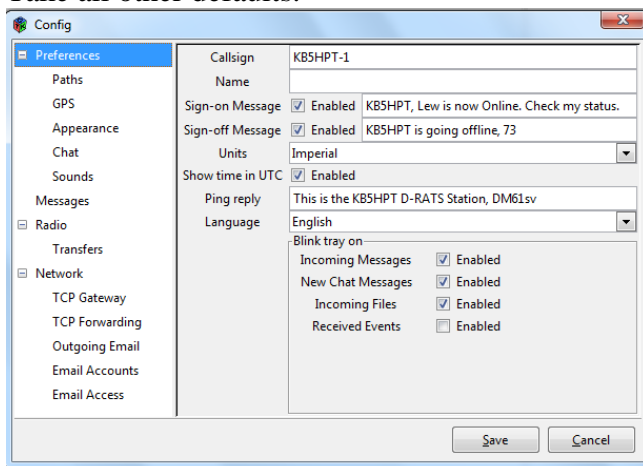 Config
Preferences
Paths
GPS
Appearance
Chat
Sounds
Messages
Radio
Transfers
Network
TCP Gateway
TCP Forwarding
Outgoing Email
Email Accounts
Email Access
Callsign KB5HPT-1
Name
Sign-on Message Enabled KB5HPT, Lew is now Online. Check my status.
Sign-off Message Enabled KB5HPT is going offline, 73
Units Imperial
Show time in UTC Enabled
Ping reply This is the KB5HPT D-RATS Station, DM61sv
Language English
Blink tray on
Incoming Messages Enabled
New Chat Messages Enabled
Incoming Files Enabled
Received Events Enabled
Save Cancel